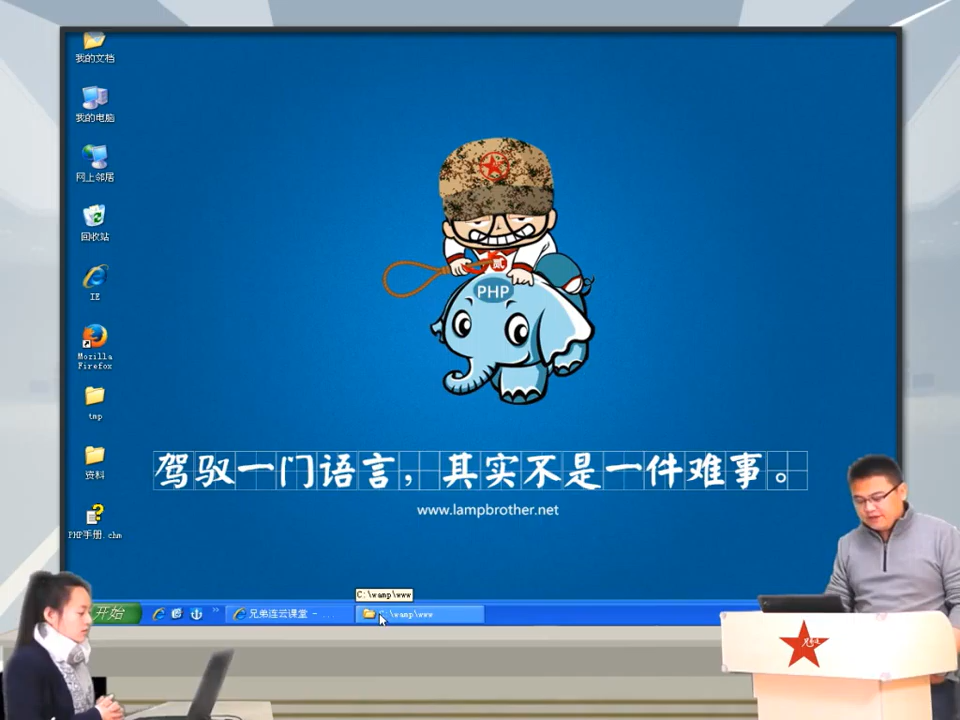 我的文档
我的电脑
网上邻居
回收站
IE
Mozilla
Firefox
tmp
资料
PHP手册.chm
贰
PHP
驾驭一门语言，其实不是一件难事。
www.lampbrother.net
C:\wamp\www
开始
兄弟连云课堂 - ...
C:\wamp\www